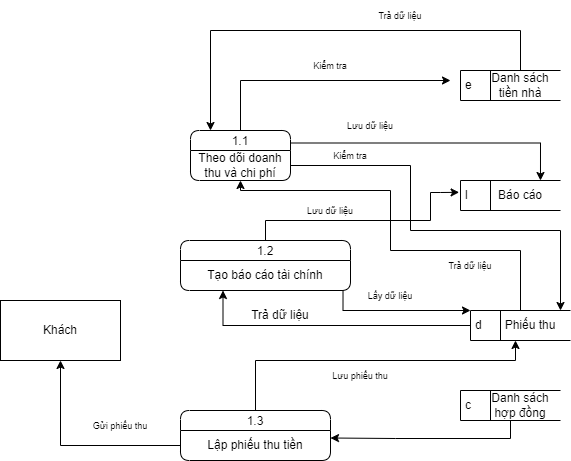 Trả dữ liệu
Kiểm tra
e
Danh sách
tiền nhà
1.1
Theo dõi doanh
thu và chi phí
Lưu dữ liệu
Kiểm tra
l
Báo cáo
Lưu dữ liệu
1.2
Tạo báo cáo tài chính
Trả dữ liệu
Lấy dữ liệu
Trả dữ liệu
d
Phiếu thu
Khách
Lưu phiếu thu
c
Danh sách
hợp đồng
Gửi phiếu thu
1.3
Lập phiếu thu tiền